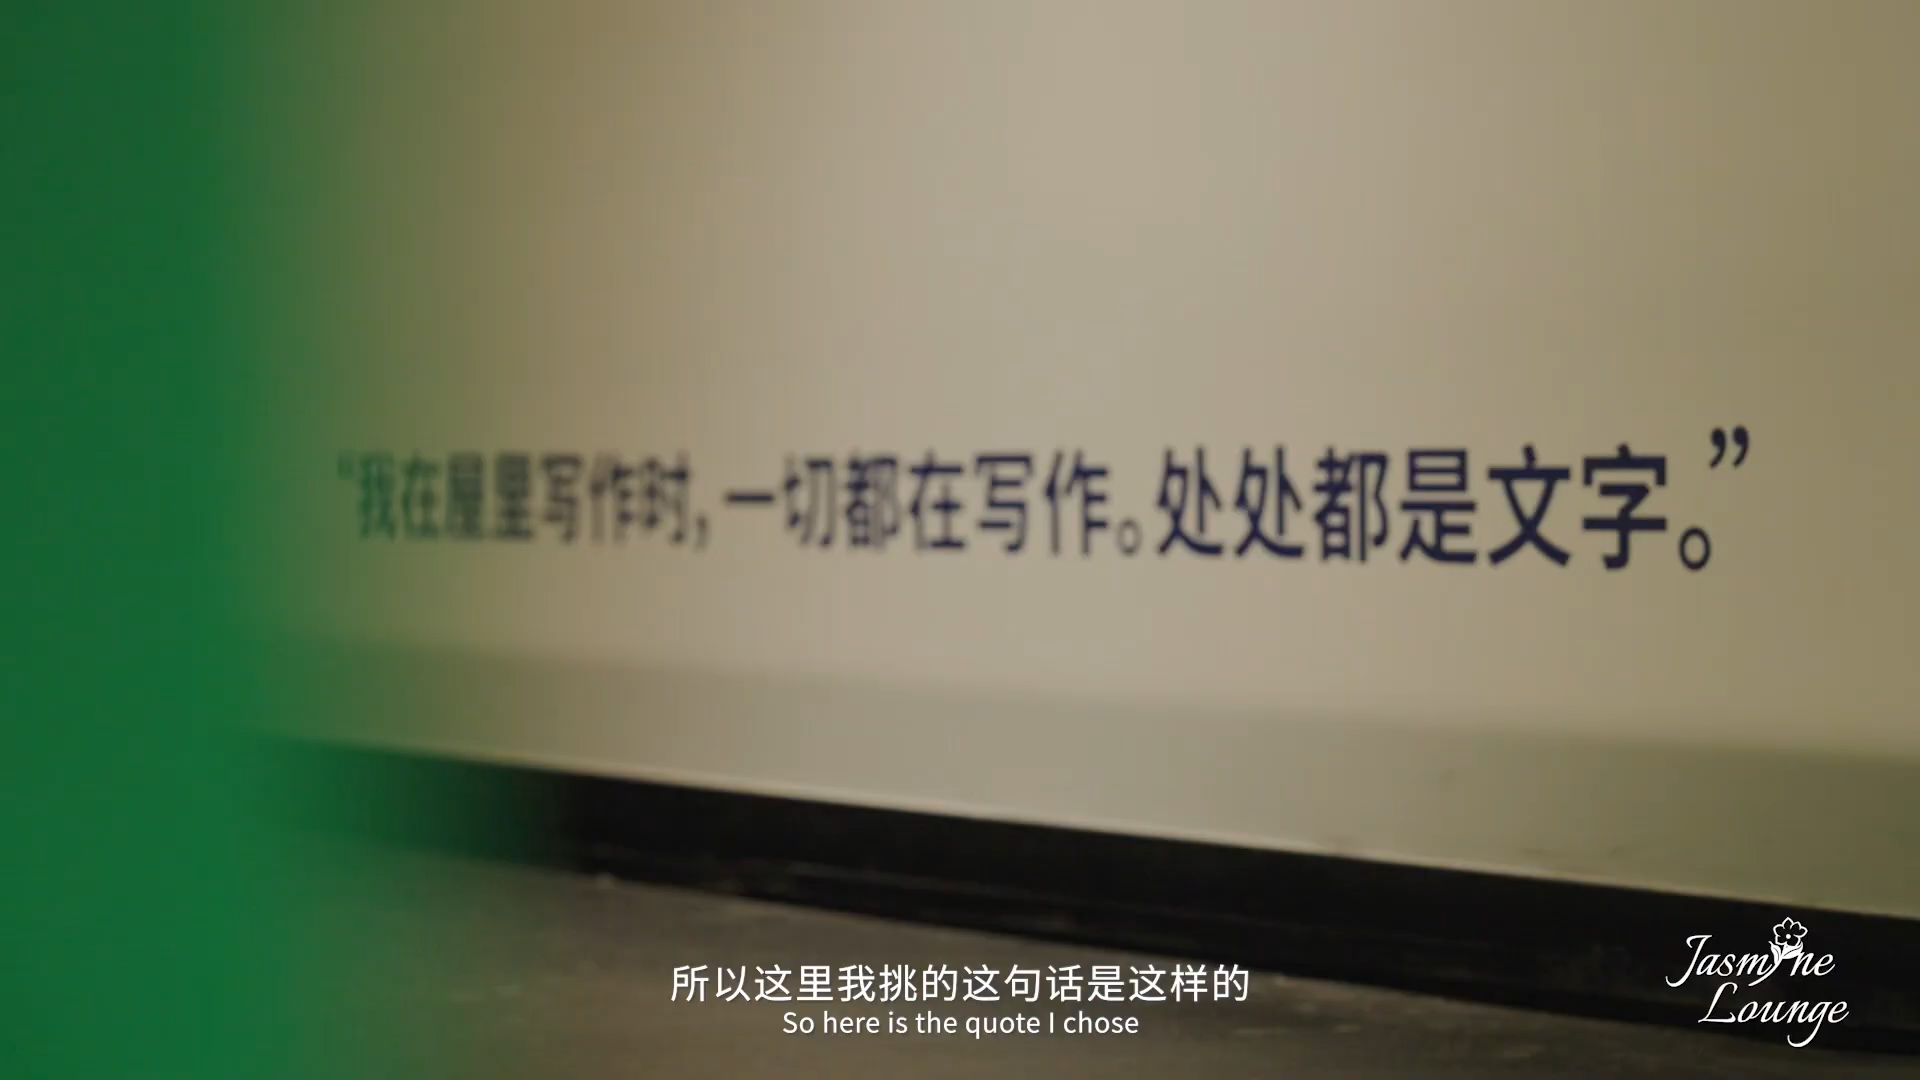 “我在屋里写作时，一切都在写作。处处都是文字。”
所以这里我挑的这句话是这样的
So here is the quote I chose
Jasmine
Lounge